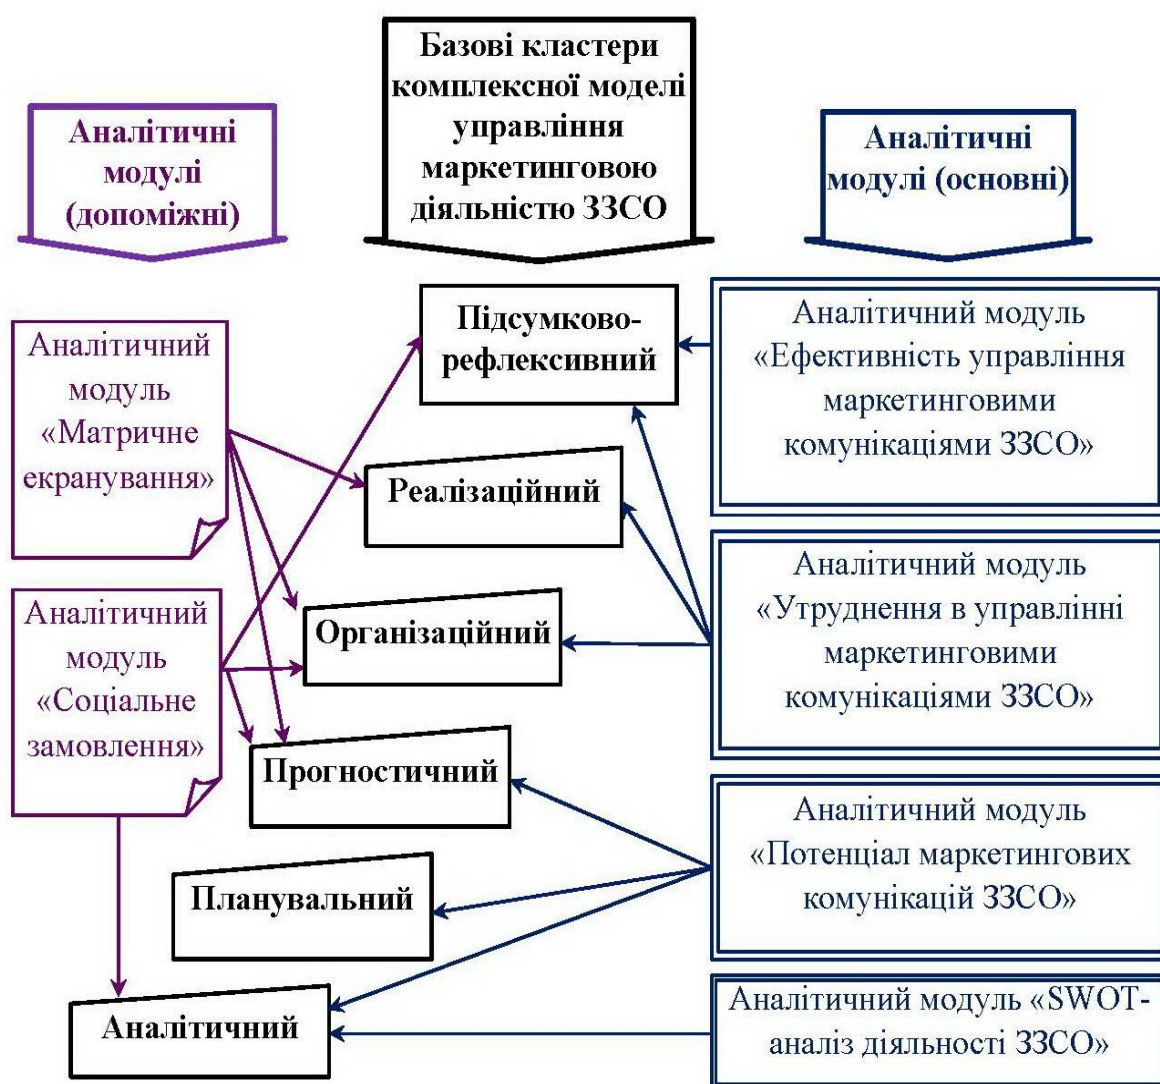 Аналітичні
модулі
(допоміжні)
Базові кластери
комплексної моделі
управління
маркетинговою
діяльністю ЗЗСО
Аналітичні
модулі (основні)
Аналітичний
модуль
«Матричне
екранування»
Аналітичний
модуль
«Соціальне
замовлення»
Підсумково-
рефлексивний
Реалізаційний
Організаційний
Прогностичний
Планувальний
Аналітичний
Аналітичний модуль
«Ефективність управління
маркетинговими
комунікаціями ЗЗСО»
Аналітичний модуль
«Утруднення в управлінні
маркетинговими
комунікаціями ЗЗСО»
Аналітичний модуль
«Потенціал маркетингових
комунікацій ЗЗСО»
Аналітичний модуль «SWOT-
аналіз діяльності ЗЗСО»